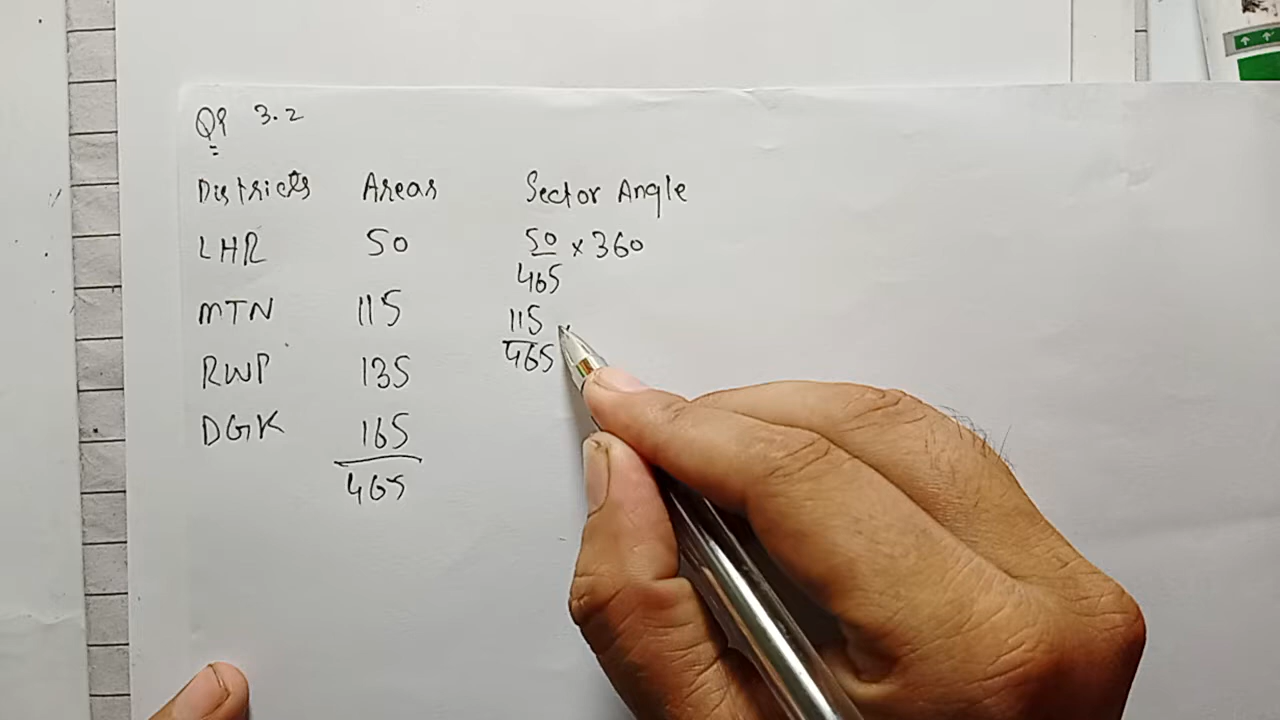 Q9 3.2
Districts Areas Sector Angle
LHR 50 50/465 × 360
MTN 115 115/465
RWP 135
DGK 165
465